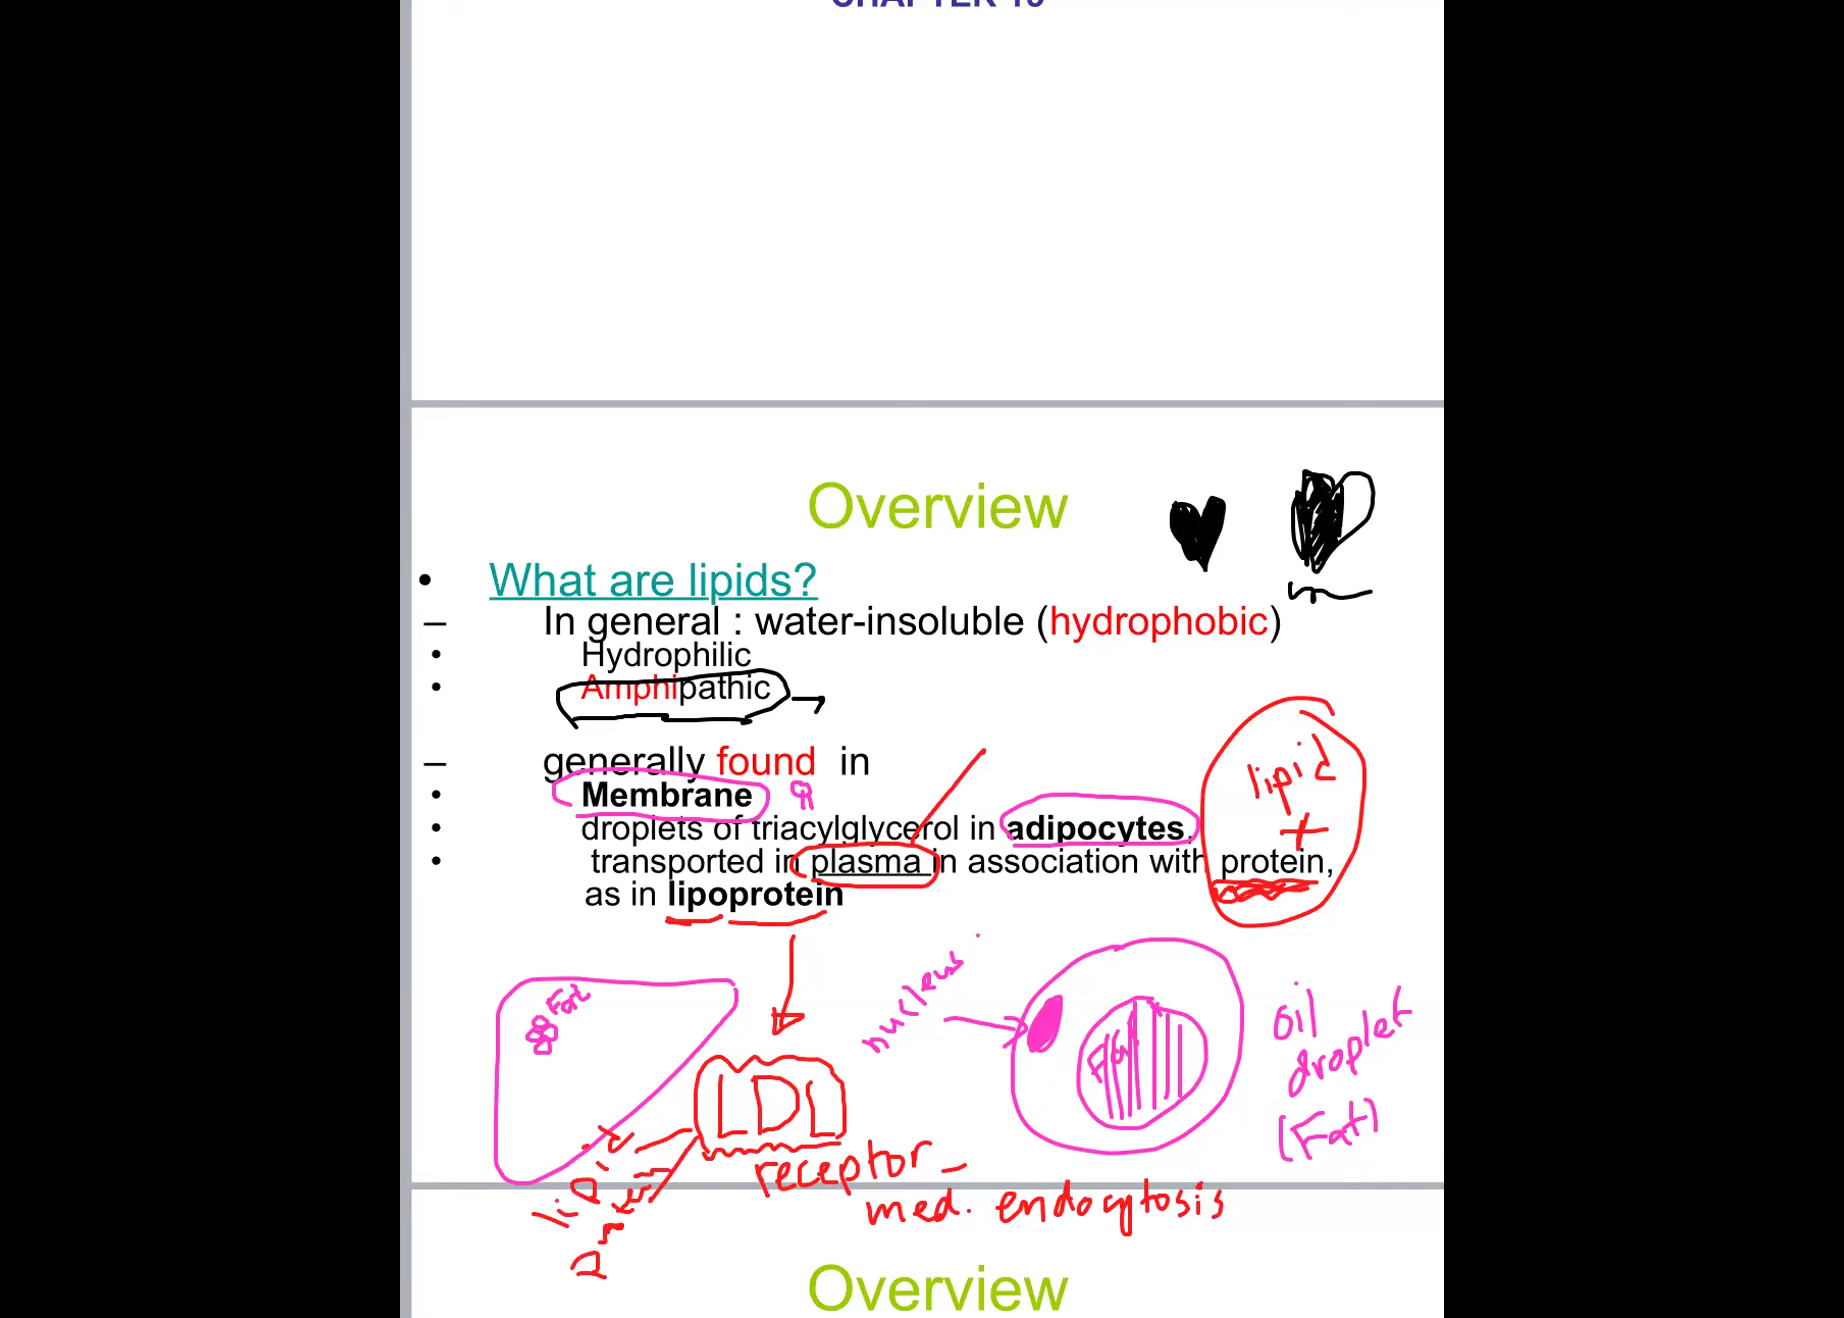 Overview
• What are lipids?
– In general : water-insoluble (hydrophobic)
• Hydrophilic
• Amphipathic
– generally found in
• Membrane
• droplets of triacylglycerol in adipocytes,
• transported in plasma in association with protein,
as in lipoprotein
lipid
+
nucleus
Fat
Fat
oil
droplet
(Fat)
LDL
lipid
receptor-
med. endocytosis
Overview